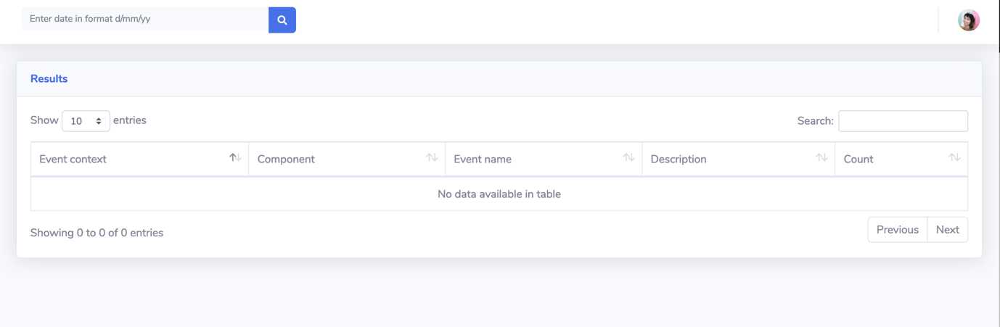 Enter date in format d/mm/yy
Results
Show 10 entries Search:
Event context Component Event name Description Count
No data available in table
Showing 0 to 0 of 0 entries Previous Next